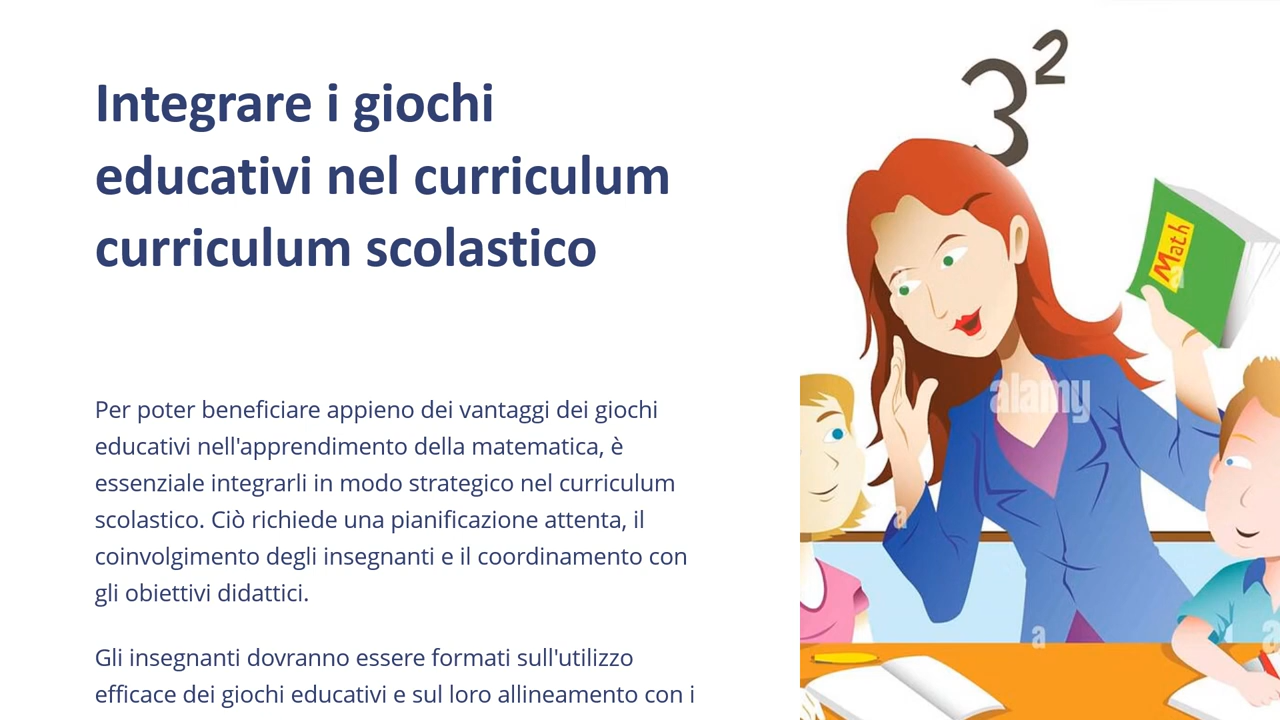 Integrare i giochi
educativi nel curriculum
curriculum scolastico
Per poter beneficiare appieno dei vantaggi dei giochi
educativi nell'apprendimento della matematica, è
essenziale integrarli in modo strategico nel curriculum
scolastico. Ciò richiede una pianificazione attenta, il
coinvolgimento degli insegnanti e il coordinamento con
gli obiettivi didattici.
Gli insegnanti dovranno essere formati sull'utilizzo
efficace dei giochi educativi e sul loro allineamento con i
3²
Math
a
alamy
a
a
a